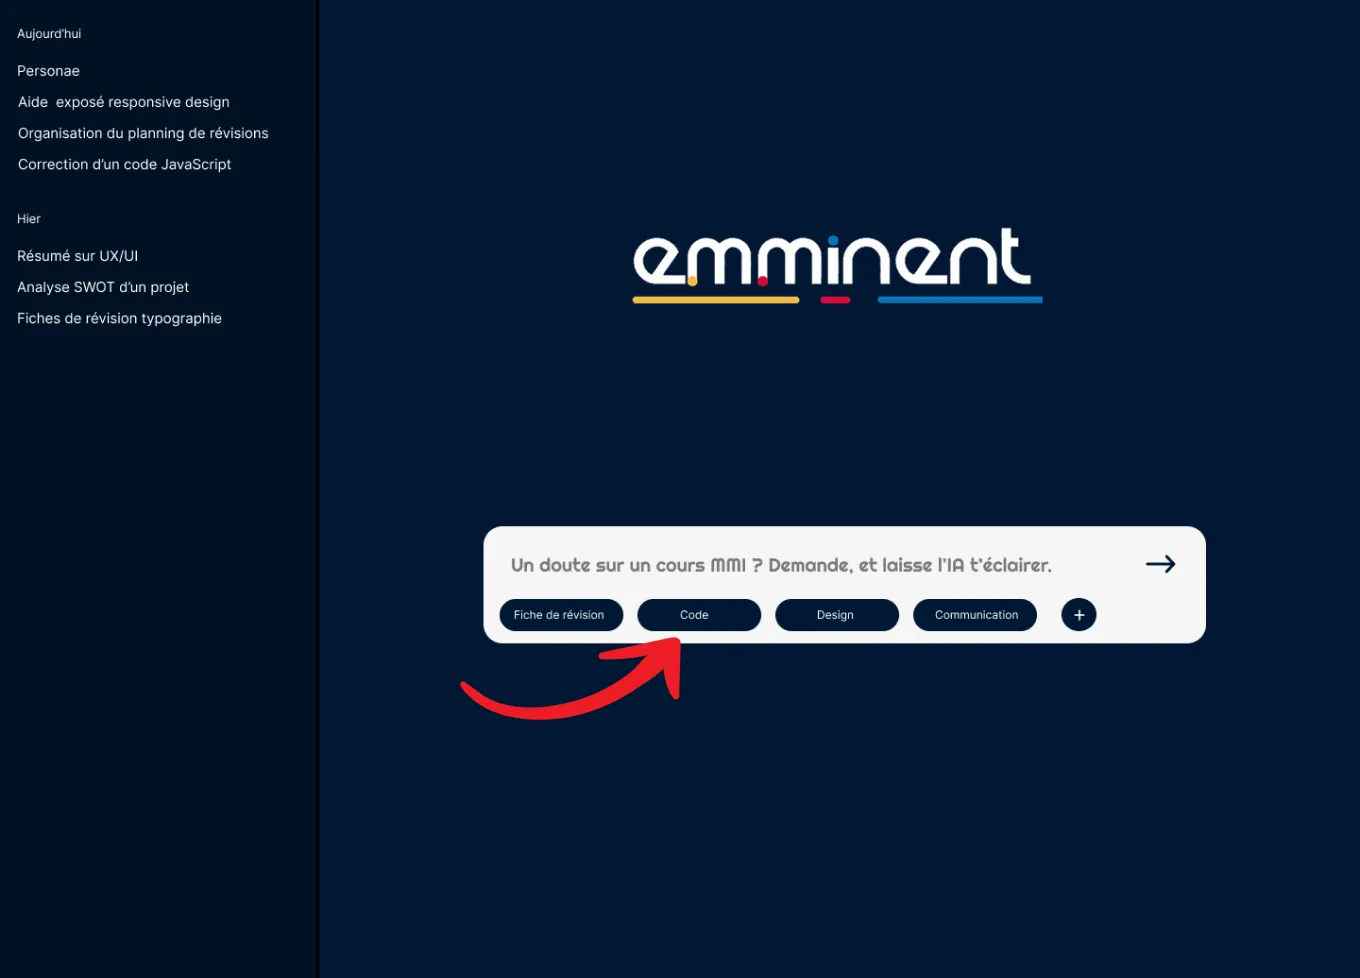 Aujourd'hui
Personae
Aide exposé responsive design
Organisation du planning de révisions
Correction d'un code JavaScript
Hier
Résumé sur UX/UI
Analyse SWOT d'un projet
Fiches de révision typographie
emminent
Un doute sur un cours MMI ? Demande, et laisse l'IA t'éclairer.
Fiche de révision Code Design Communication +